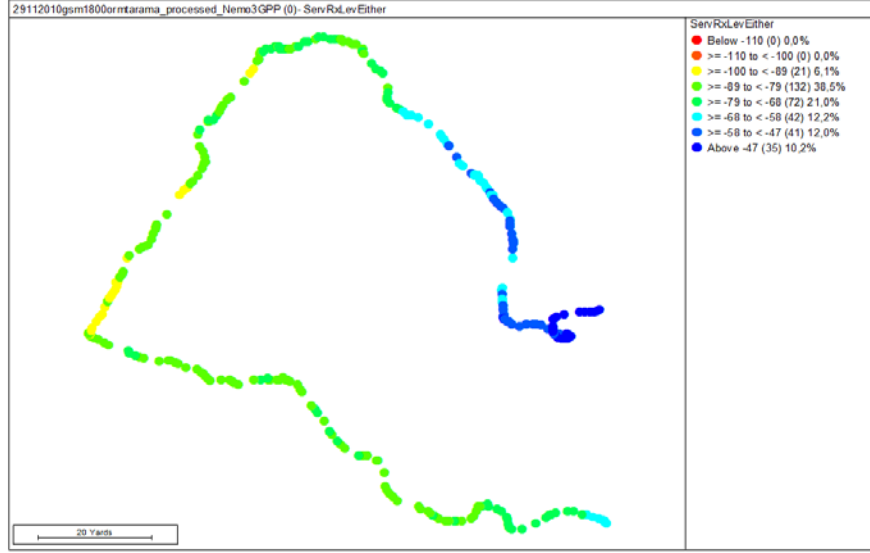 29112010gsm1800ormtarama_processed_Nemo3GPP (0)- ServRxLevEither
ServRxLevEither
Below -110 (0) 0,0%
>= -110 to < -100 (0) 0,0%
>= -100 to < -89 (21) 6,1%
>= -89 to < -79 (132) 38,5%
>= -79 to < -68 (72) 21,0%
>= -68 to < -58 (42) 12,2%
>= -58 to < -47 (41) 12,0%
Above -47 (35) 10,2%
20 Yards